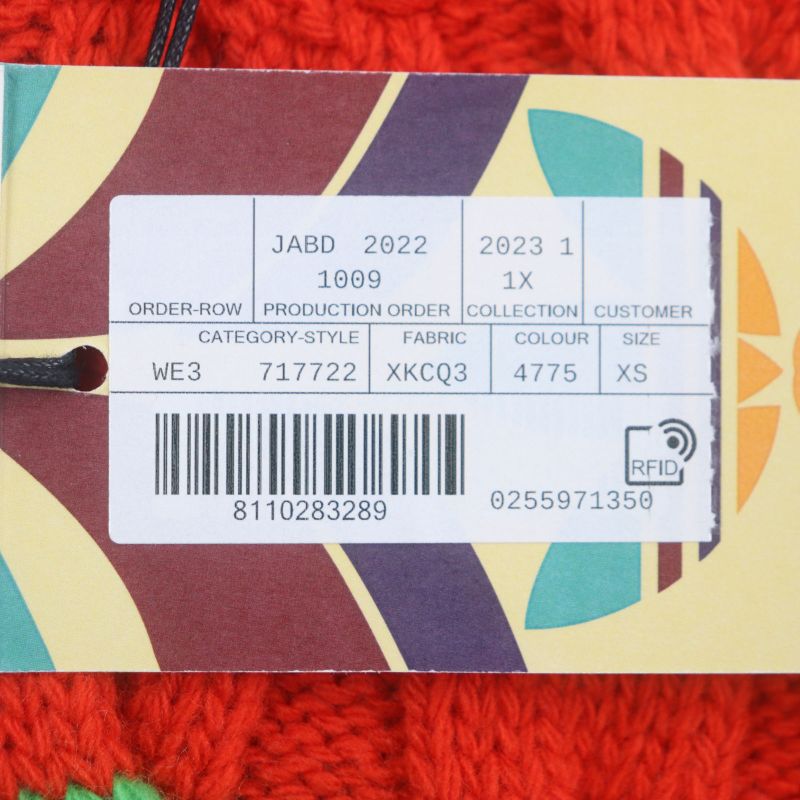 JABD 2022 2023 1
1009 1X
ORDER-ROW PRODUCTION ORDER COLLECTION CUSTOMER
CATEGORY-STYLE FABRIC COLOUR SIZE
WE3 717722 XKCQ3 4775 XS
RFID
8110283289 0255971350